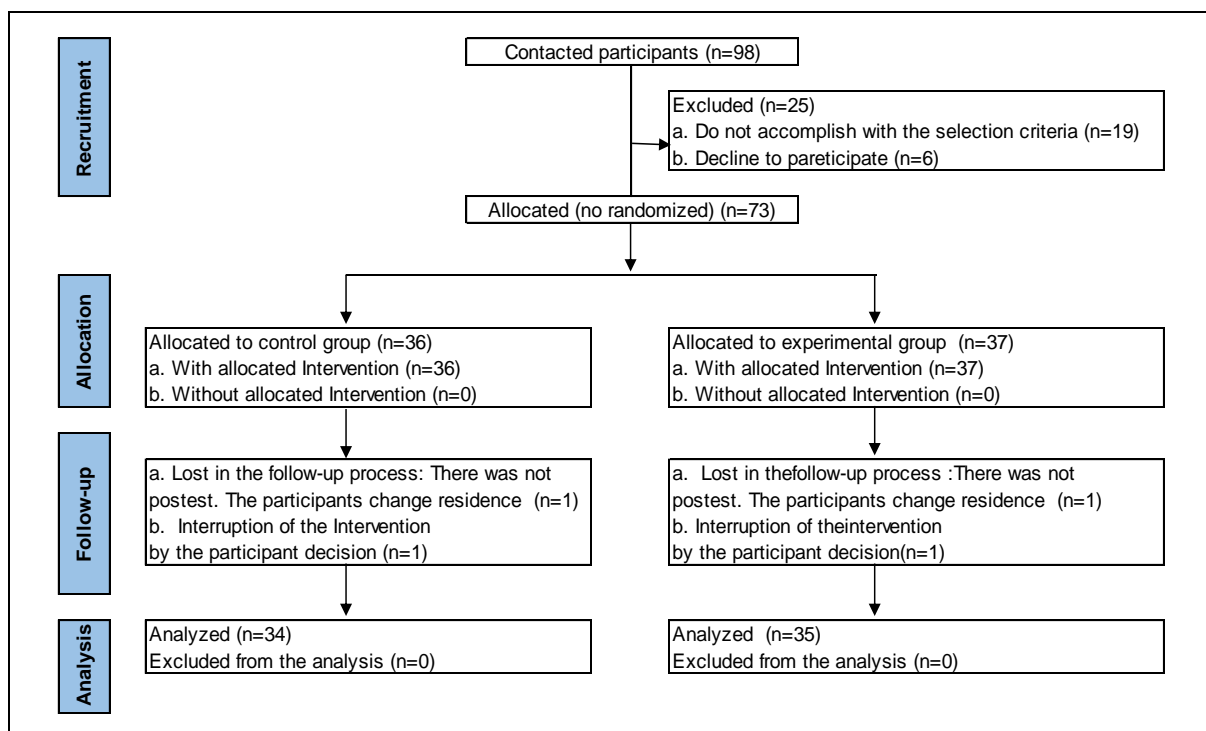 Recruitment
Contacted participants (n=98)
Excluded (n=25)
a. Do not accomplish with the selection criteria (n=19)
b. Decline to pareticipate (n=6)
Allocated (no randomized) (n=73)
Allocation
Allocated to control group (n=36)
a. With allocated Intervention (n=36)
b. Without allocated Intervention (n=0)
Allocated to experimental group (n=37)
a. With allocated Intervention (n=37)
b. Without allocated Intervention (n=0)
Follow-up
a. Lost in the follow-up process: There was not
postest. The participants change residence (n=1)
b. Interruption of the Intervention
by the participant decision (n=1)
a. Lost in thefollow-up process :There was not
postest. The participants change residence (n=1)
b. Interruption of theintervention
by the participant decision(n=1)
Analysis
Analyzed (n=34)
Excluded from the analysis (n=0)
Analyzed (n=35)
Excluded from the analysis (n=0)